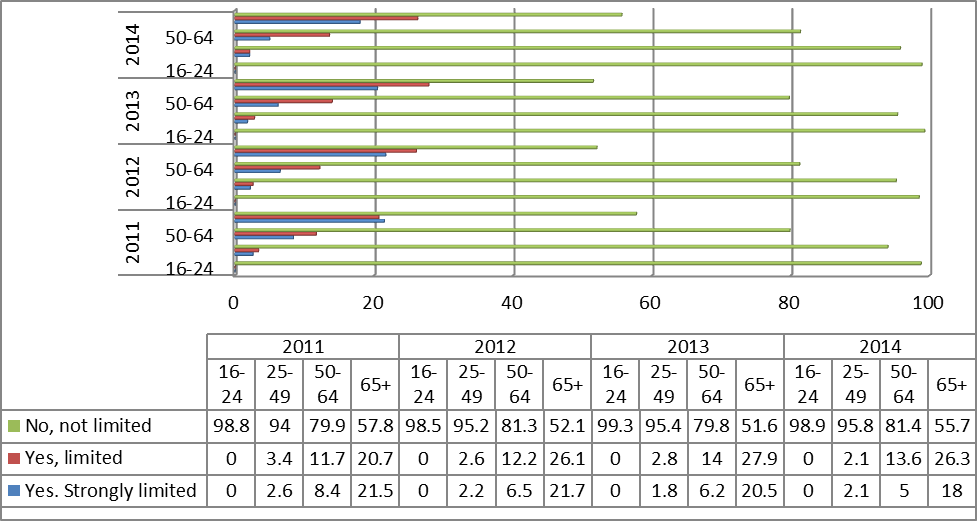 2014
50-64
16-24
2013
50-64
16-24
2012
50-64
16-24
2011
50-64
16-24
0 20 40 60 80 100
2011 2012 2013 2014
16-24 25-49 50-64 65+ 16-24 25-49 50-64 65+ 16-24 25-49 50-64 65+ 16-24 25-49 50-64 65+
No, not limited 98.8 94 79.9 57.8 98.5 95.2 81.3 52.1 99.3 95.4 79.8 51.6 98.9 95.8 81.4 55.7
Yes, limited 0 3.4 11.7 20.7 0 2.6 12.2 26.1 0 2.8 14 27.9 0 2.1 13.6 26.3
Yes. Strongly limited 0 2.6 8.4 21.5 0 2.2 6.5 21.7 0 1.8 6.2 20.5 0 2.1 5 18